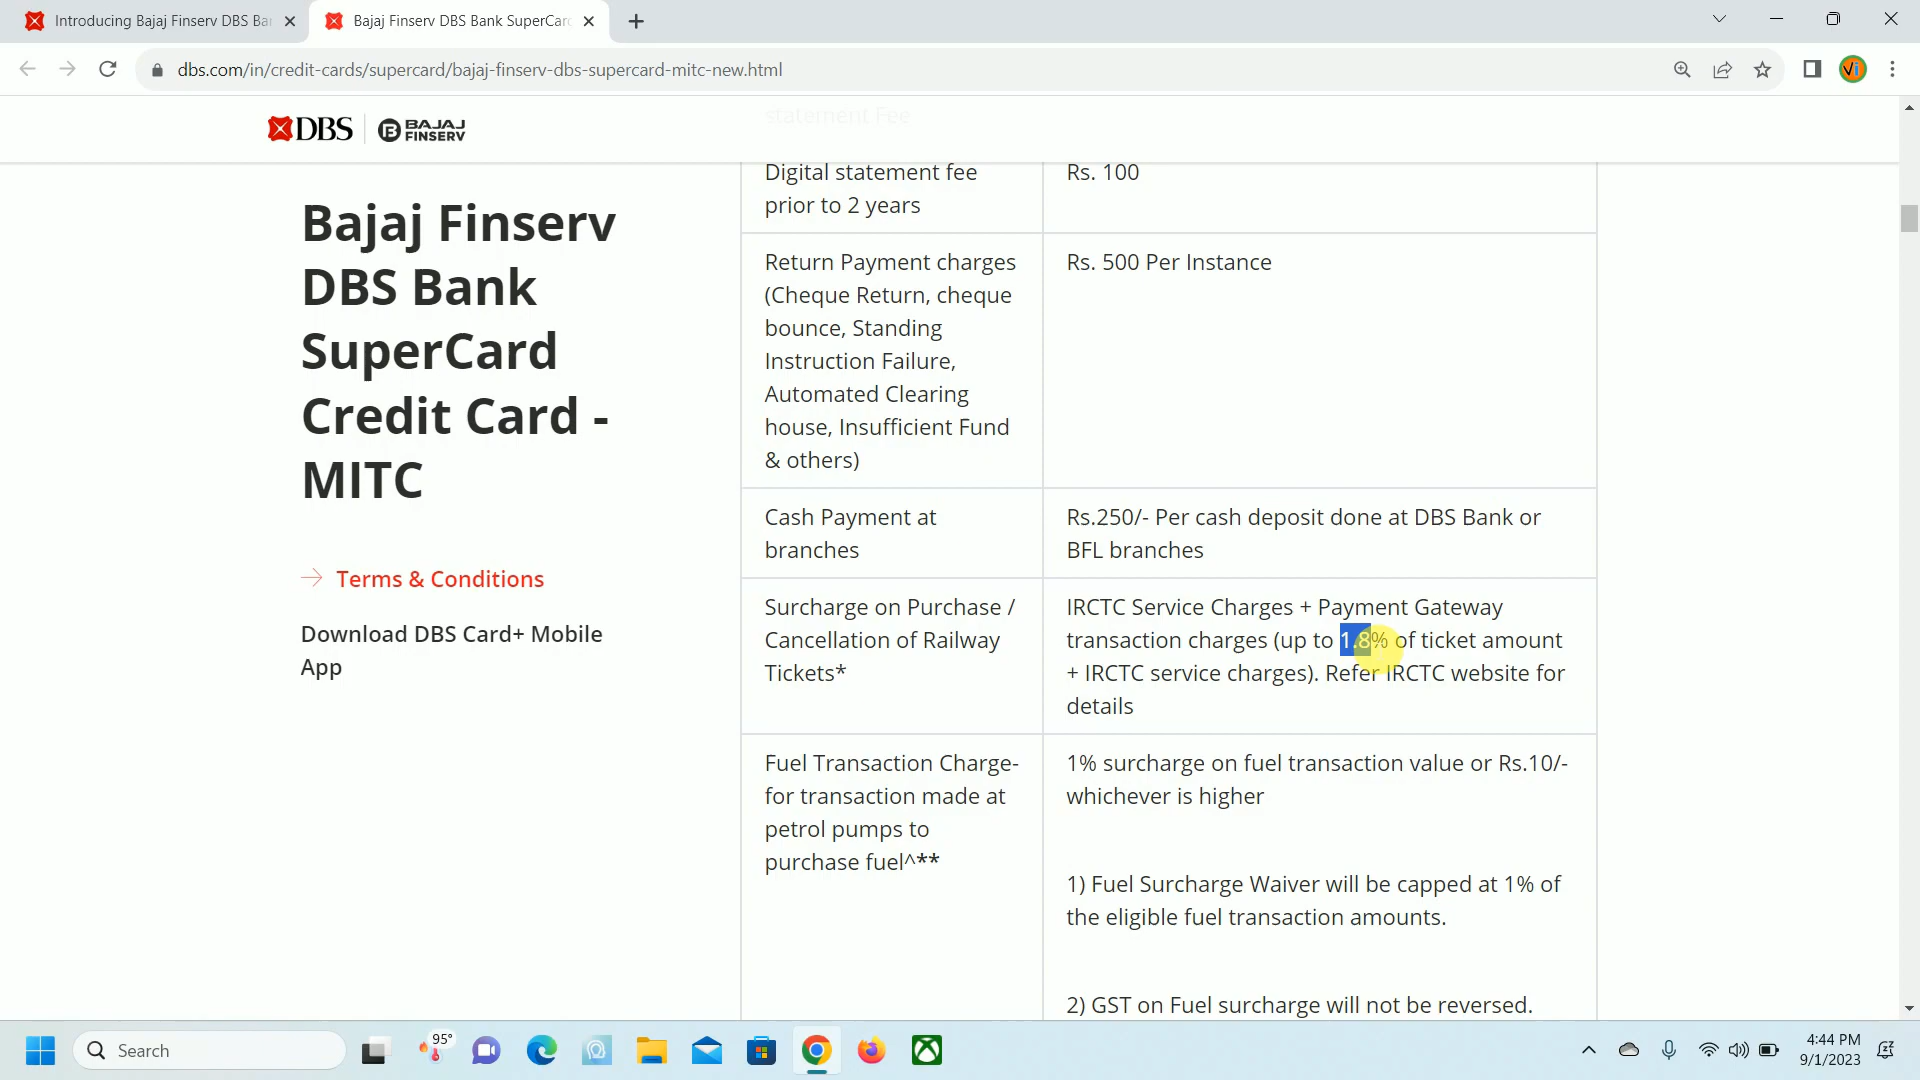 Introducing Bajaj Finserv DBS Ba
Bajaj Finserv DBS Bank SuperCar
dbs.com/in/credit-cards/supercard/bajaj-finserv-dbs-supercard-mitc-new.html
Vi
DBS
BAJAJ
FINSERV
statement Fee
Digital statement fee
prior to 2 years
Rs. 100
Bajaj Finserv
DBS Bank
SuperCard
Credit Card -
MITC
Terms & Conditions
Download DBS Card+ Mobile
App
Return Payment charges
(Cheque Return, cheque
bounce, Standing
Instruction Failure,
Automated Clearing
house, Insufficient Fund
& others)
Rs. 500 Per Instance
Cash Payment at
branches
Rs.250/- Per cash deposit done at DBS Bank or
BFL branches
Surcharge on Purchase /
Cancellation of Railway
Tickets*
IRCTC Service Charges + Payment Gateway
transaction charges (up to 1.8% of ticket amount
+ IRCTC service charges). Refer IRCTC website for
details
Fuel Transaction Charge-
for transaction made at
petrol pumps to
purchase fuel^**
1% surcharge on fuel transaction value or Rs.10/-
whichever is higher
1) Fuel Surcharge Waiver will be capped at 1% of
the eligible fuel transaction amounts.
2) GST on Fuel surcharge will not be reversed.
Search
95°
4:44 PM
9/1/2023